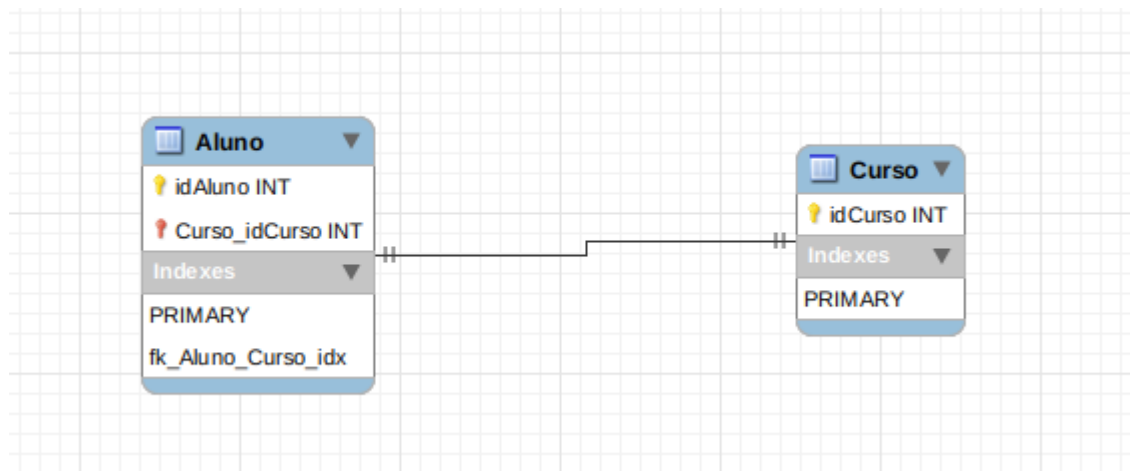 Aluno
idAluno INT
Curso_idCurso INT
Indexes
PRIMARY
fk_Aluno_Curso_idx
Curso
idCurso INT
Indexes
PRIMARY